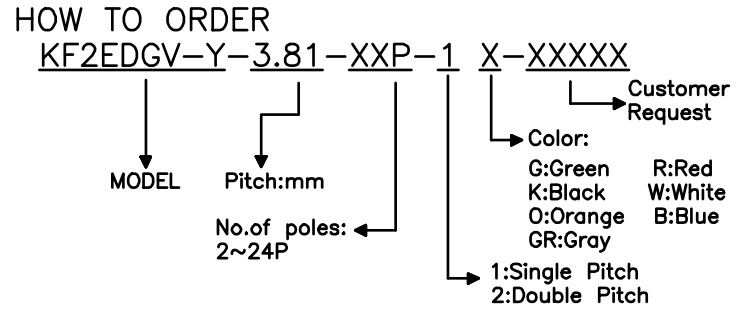 HOW TO ORDER
KF2EDGV-Y-3.81-XXP-1 X-XXXXX
Customer
Request
Color:
MODEL
Pitch:mm
G:Green R:Red
K:Black W:White
O:Orange B:Blue
GR:Gray
No.of poles:
2~24P
1:Single Pitch
2:Double Pitch